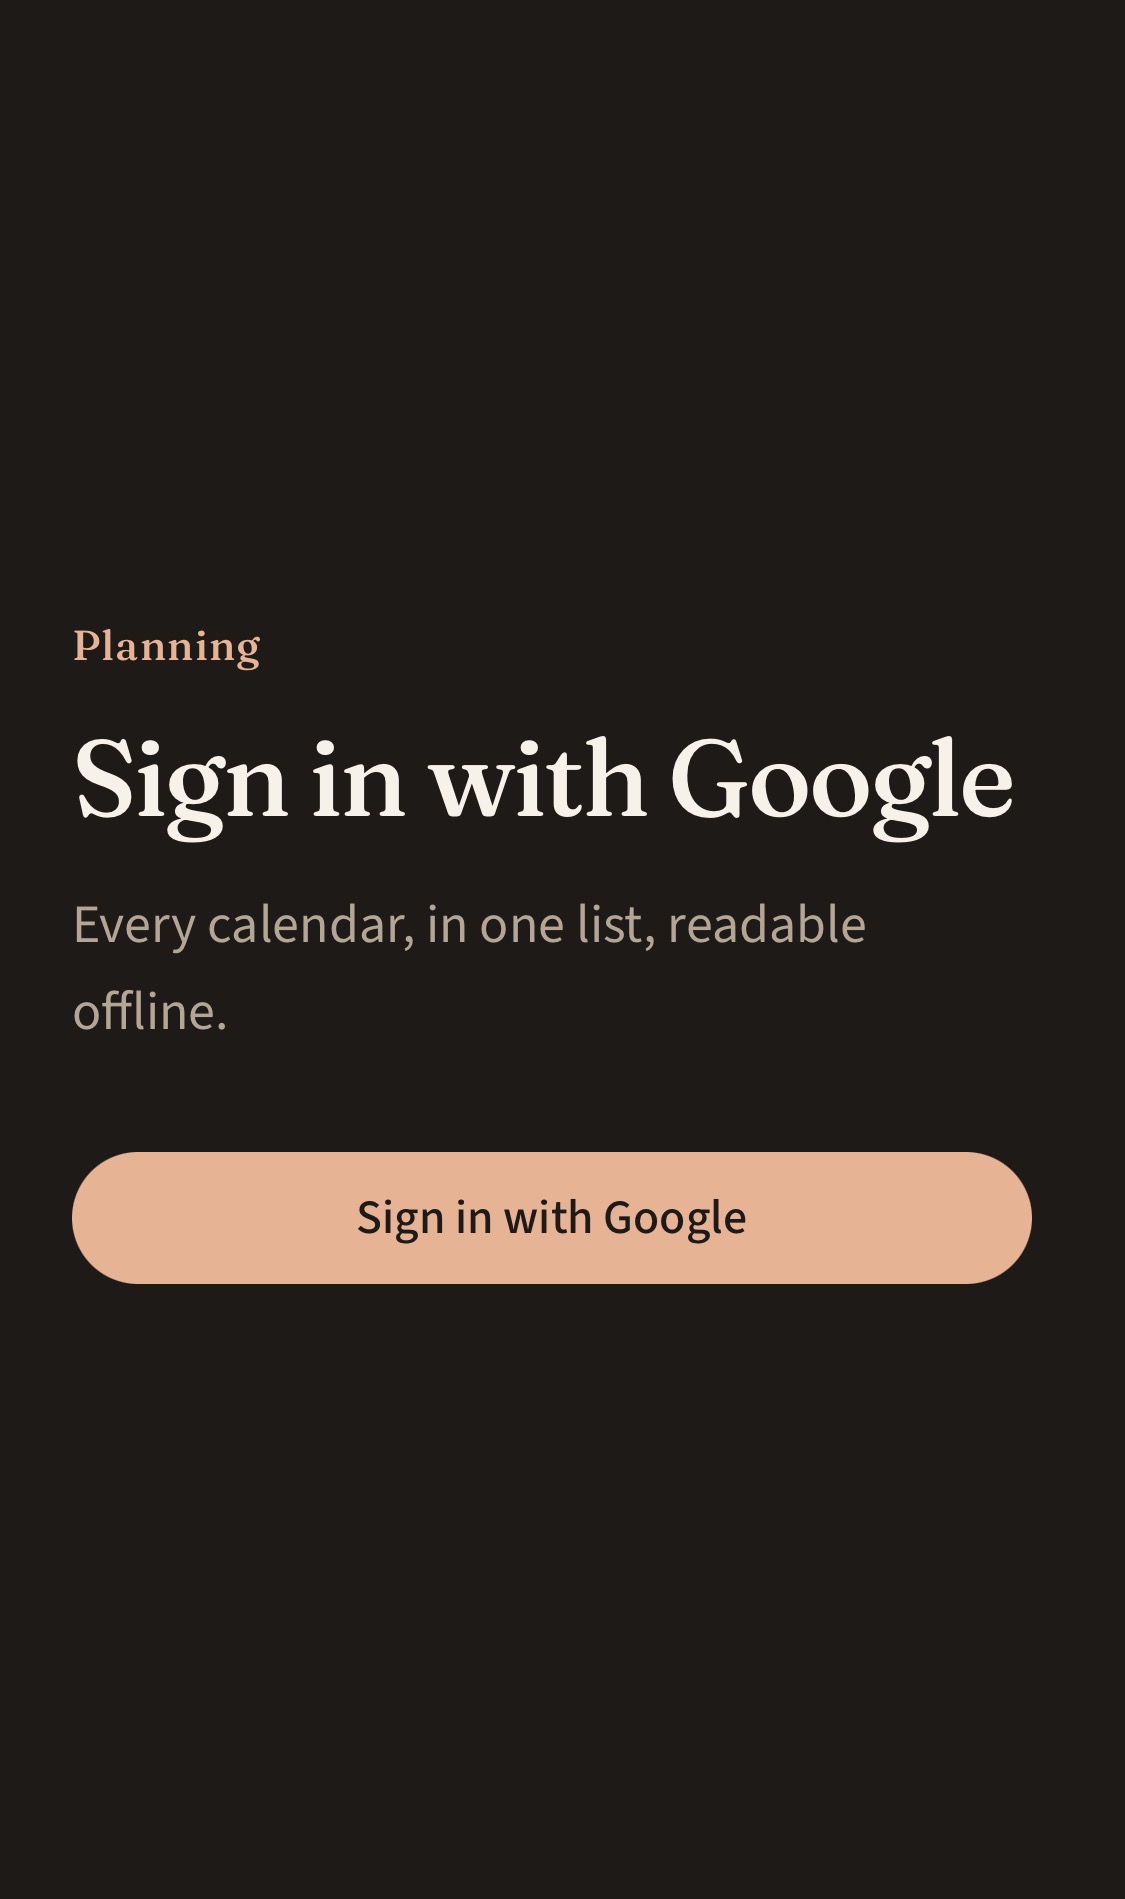 Planning
Sign in with Google
Every calendar, in one list, readable
offline.
Sign in with Google